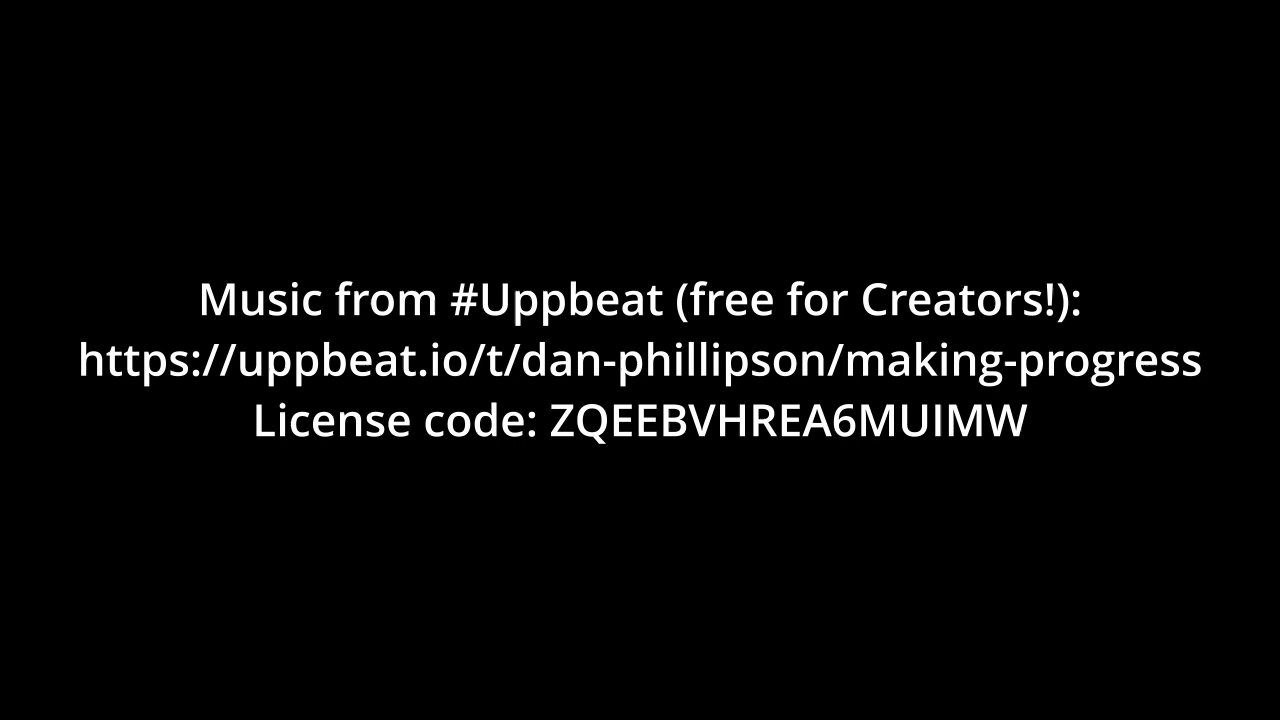 Music from #Uppbeat (free for Creators!):
https://uppbeat.io/t/dan-phillipson/making-progress
License code: ZQEEBVHREA6MUIMW